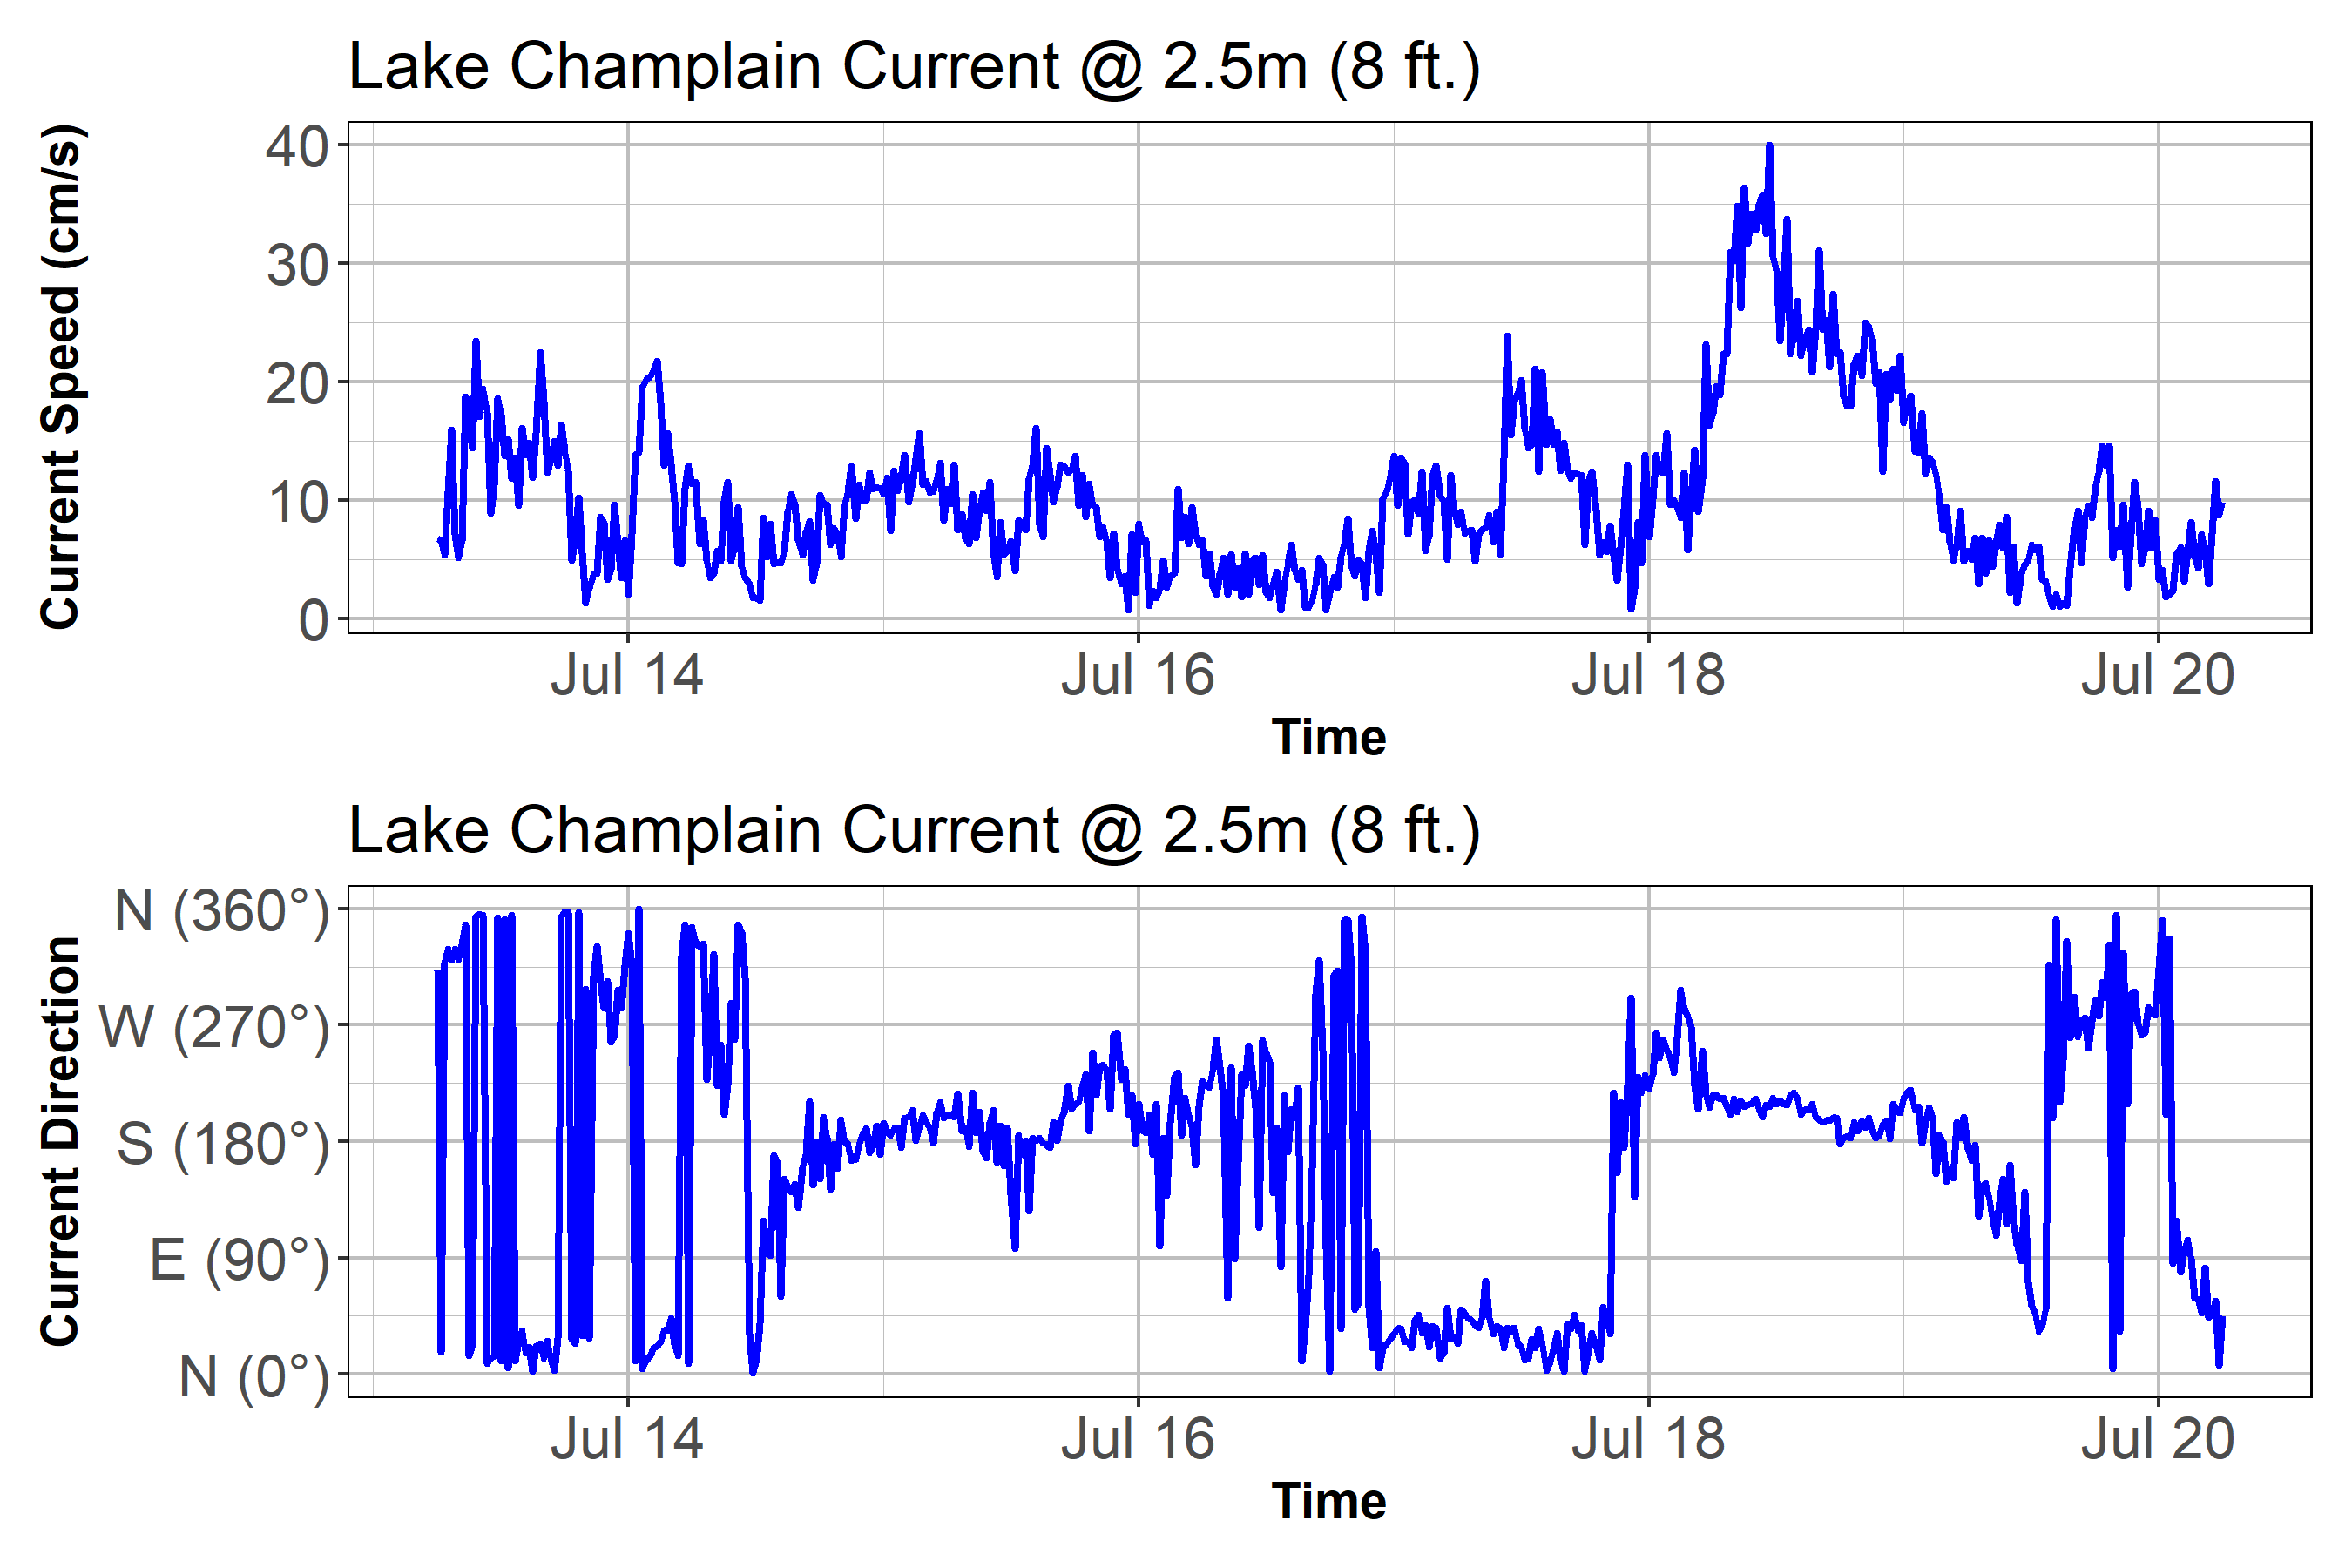 Lake Champlain Current @ 2.5m (8 ft.)
Current Speed (cm/s)
40
30
20
10
0
Jul 14 Jul 16 Jul 18 Jul 20
Time
Lake Champlain Current @ 2.5m (8 ft.)
Current Direction
N (360°)
W (270°)
S (180°)
E (90°)
N (0°)
Jul 14 Jul 16 Jul 18 Jul 20
Time